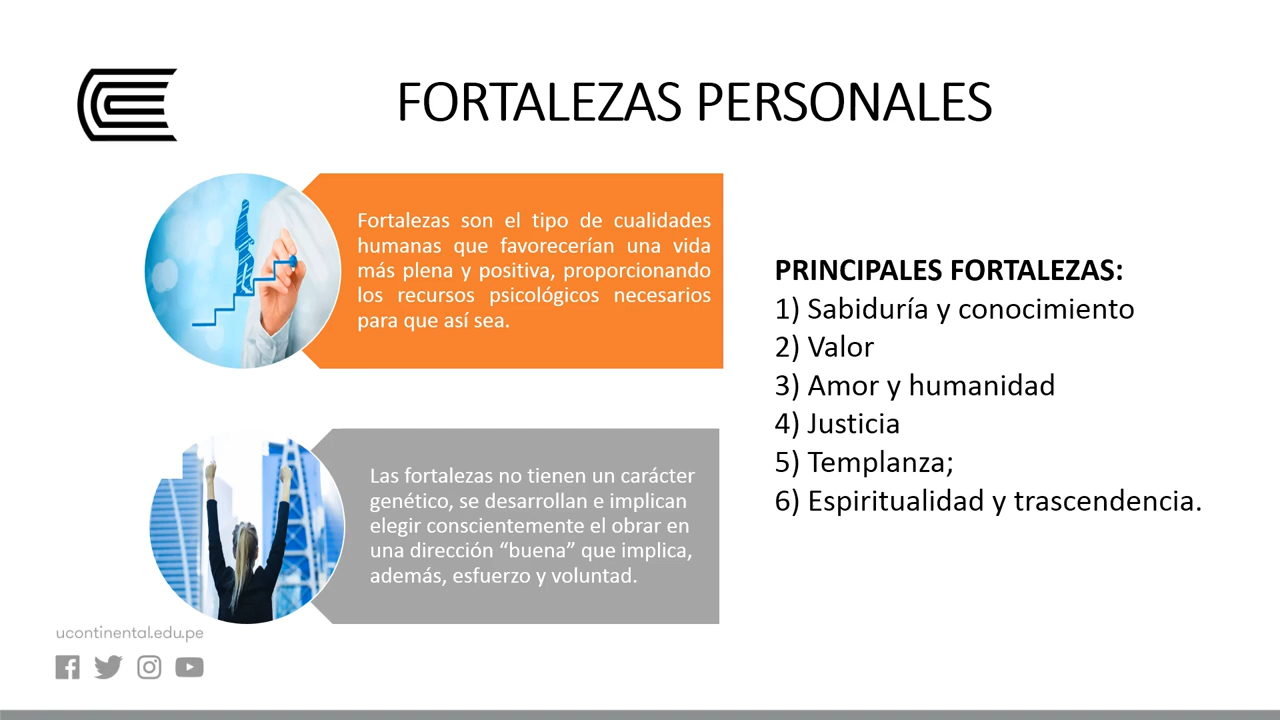 FORTALEZAS PERSONALES
Fortalezas son el tipo de cualidades
humanas que favorecerían una vida
más plena y positiva, proporcionando
los recursos psicológicos necesarios
para que así sea.
Las fortalezas no tienen un carácter
genético, se desarrollan e implican
elegir conscientemente el obrar en
una dirección “buena” que implica,
además, esfuerzo y voluntad.
PRINCIPALES FORTALEZAS:
1) Sabiduría y conocimiento
2) Valor
3) Amor y humanidad
4) Justicia
5) Templanza;
6) Espiritualidad y trascendencia.
ucontinental.edu.pe